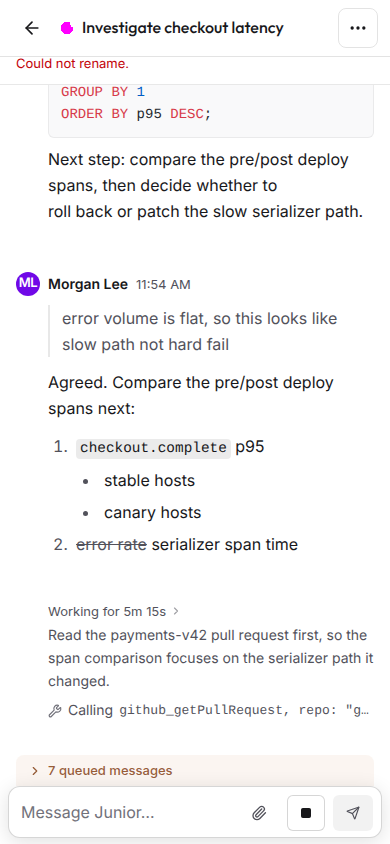 Investigate checkout latency
Could not rename.
GROUP BY 1
ORDER BY p95 DESC;
Next step: compare the pre/post deploy
spans, then decide whether to
roll back or patch the slow serializer path.
ML Morgan Lee 11:54 AM
error volume is flat, so this looks like
slow path not hard fail
Agreed. Compare the pre/post deploy
spans next:
1. checkout.complete p95
• stable hosts
• canary hosts
2. error rate serializer span time
Working for 5m 15s >
Read the payments-v42 pull request first, so the
span comparison focuses on the serializer path it
changed.
Calling github_getPullRequest, repo: "g…
> 7 queued messages
Message Junior...